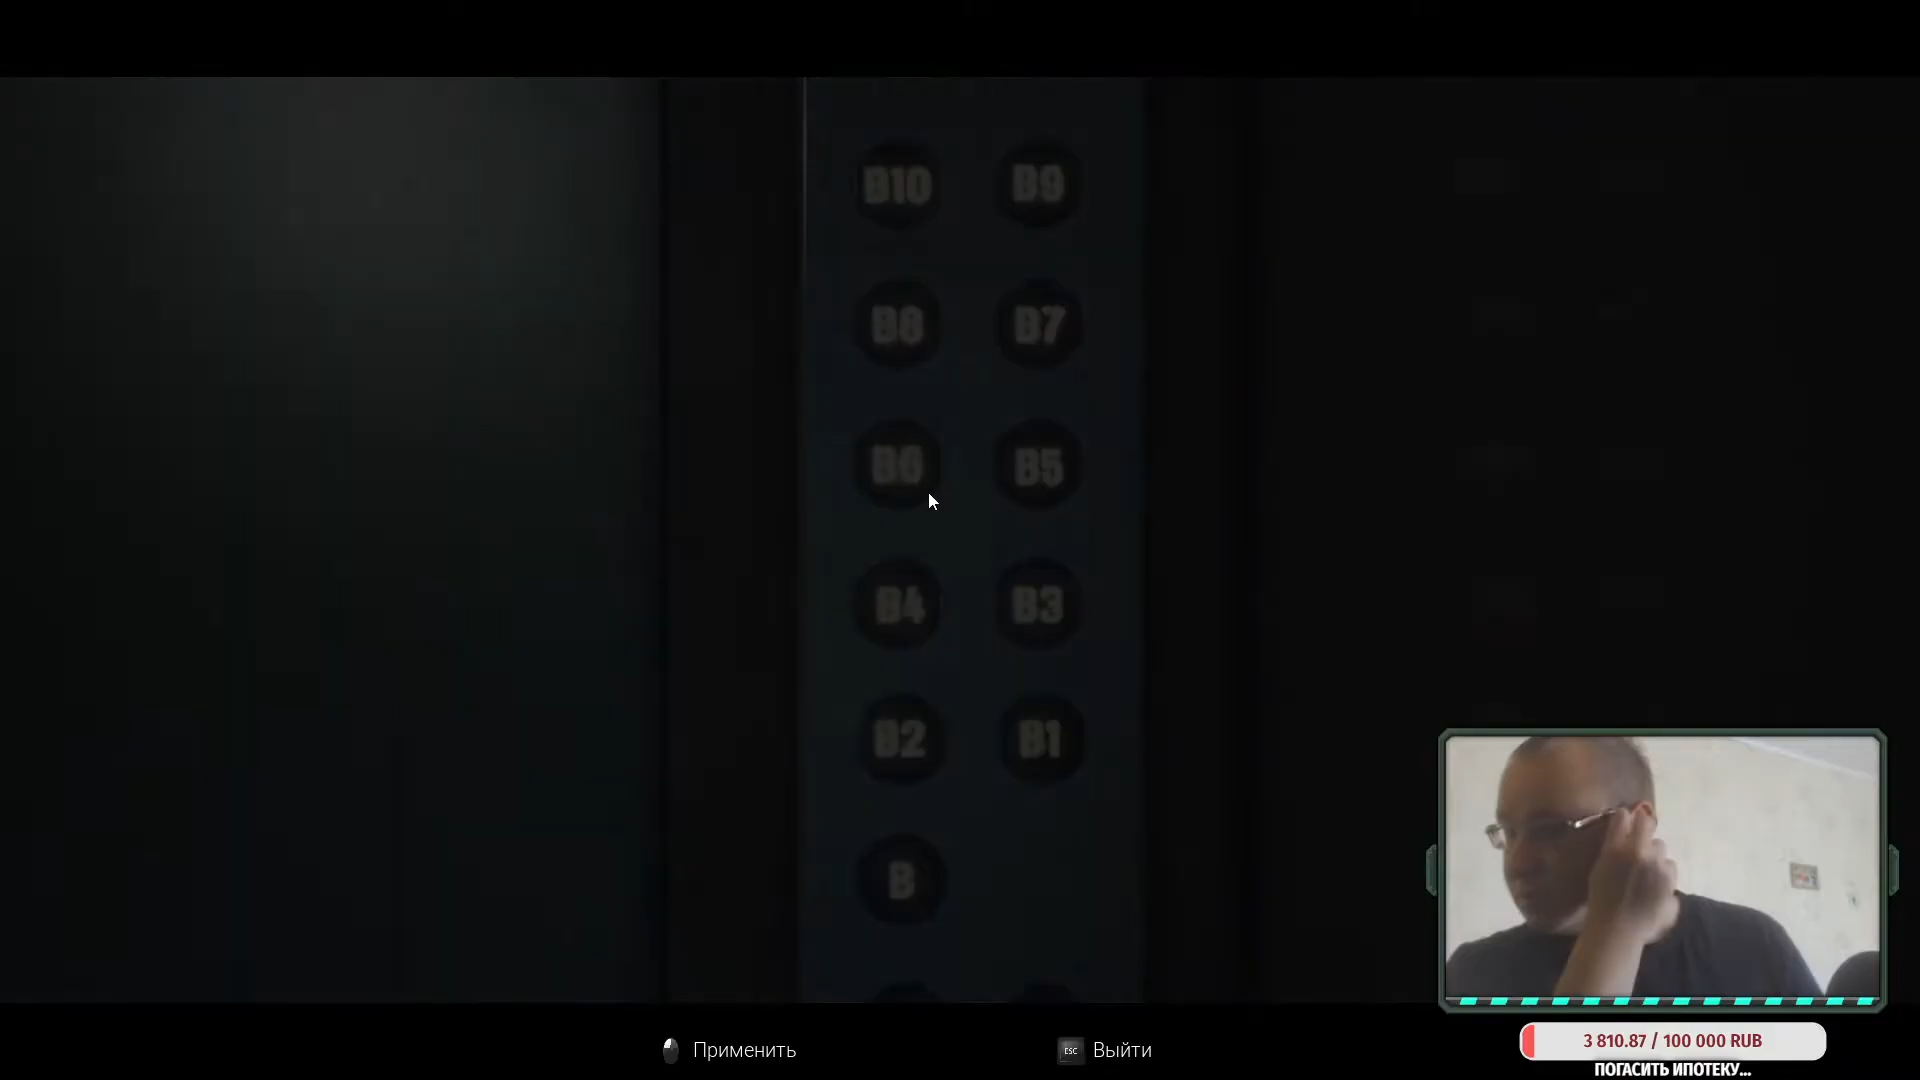 B10 B9
B8 B7
B6 B5
B4 B3
B2 B1
B
ESC
Применить Выйти
3 810.87 / 100 000 RUB
ПОГАСИТЬ ИПОТЕКУ...